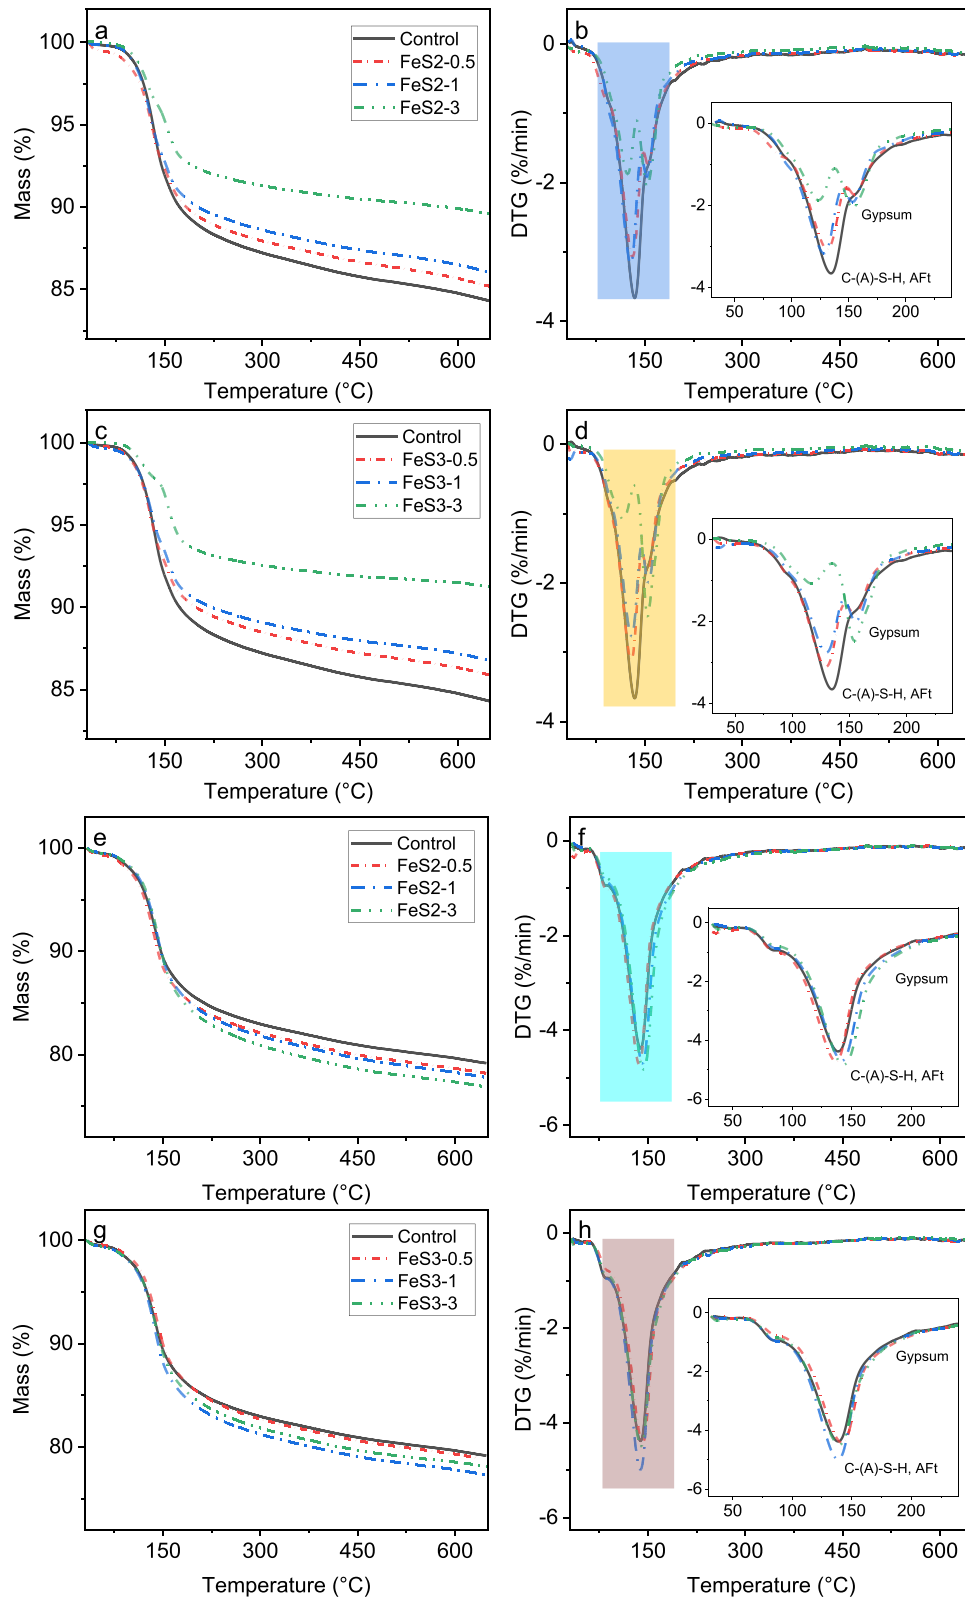 a
Control
FeS2-0.5
FeS2-1
FeS2-3
100
95
90
85
Mass (%)
150
300
450
600
Temperature (°C)
b
0
-2
-4
DTG (%/min)
150
300
450
600
Temperature (°C)
0
-2
-4
50
100
150
200
Gypsum
C-(A)-S-H, AFt
c
Control
FeS3-0.5
FeS3-1
FeS3-3
100
95
90
85
Mass (%)
150
300
450
600
Temperature (°C)
d
0
-2
-4
DTG (%/min)
150
300
450
600
Temperature (°C)
0
-2
-4
50
100
150
200
Gypsum
C-(A)-S-H, AFt
e
Control
FeS2-0.5
FeS2-1
FeS2-3
100
90
80
Mass (%)
150
300
450
600
Temperature (°C)
f
0
-2
-4
-6
DTG (%/min)
150
300
450
600
Temperature (°C)
0
-2
-4
-6
50
100
150
200
Gypsum
C-(A)-S-H, AFt
g
Control
FeS3-0.5
FeS3-1
FeS3-3
100
90
80
Mass (%)
150
300
450
600
Temperature (°C)
h
0
-2
-4
-6
DTG (%/min)
150
300
450
600
Temperature (°C)
0
-2
-4
-6
50
100
150
200
Gypsum
C-(A)-S-H, AFt